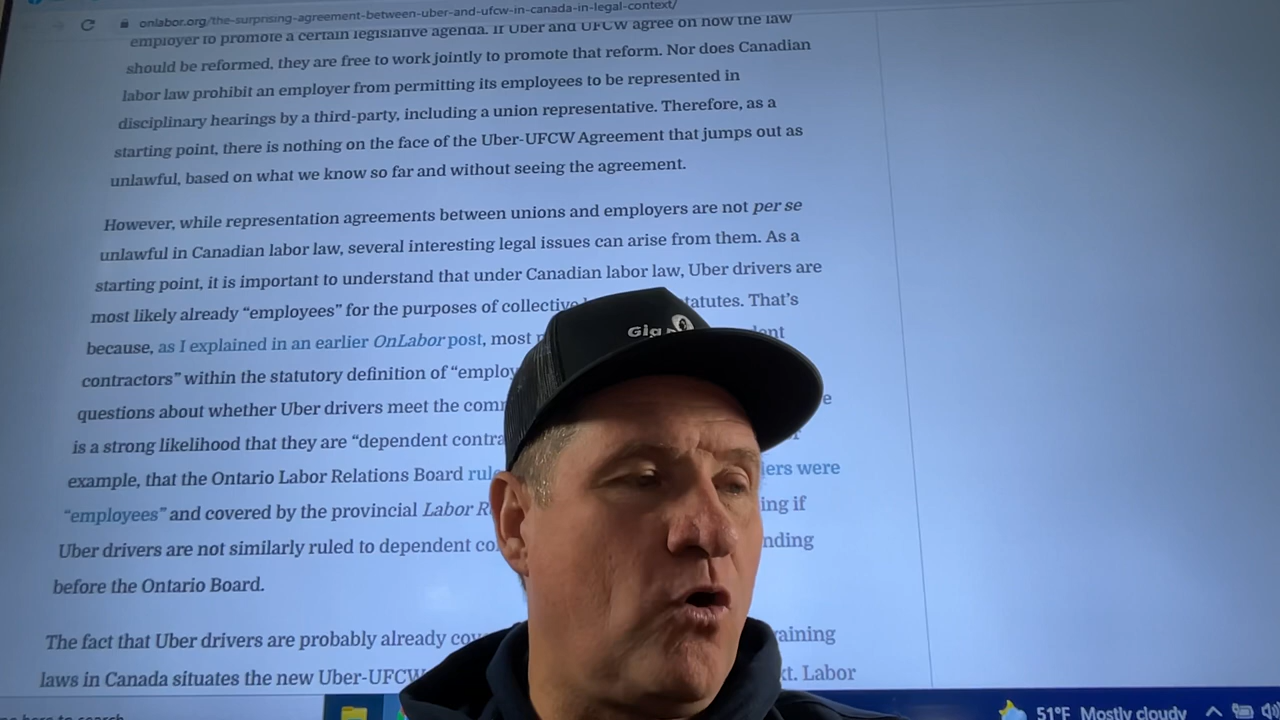 onlabor.org/the-surprising-agreement-between-uber-and-ufcw-in-canada-in-legal-context/
employer to promote a certain legislative agenda. If Uber and UFCW agree on how the law
should be reformed, they are free to work jointly to promote that reform. Nor does Canadian
labor law prohibit an employer from permitting its employees to be represented in
disciplinary hearings by a third-party, including a union representative. Therefore, as a
starting point, there is nothing on the face of the Uber-UFCW Agreement that jumps out as
unlawful, based on what we know so far and without seeing the agreement.
However, while representation agreements between unions and employers are not per se
unlawful in Canadian labor law, several interesting legal issues can arise from them. As a
starting point, it is important to understand that under Canadian labor law, Uber drivers are
most likely already “employees” for the purposes of collective tatutes. That’s
because, as I explained in an earlier OnLabor post, most
contractors” within the statutory definition of “employ
questions about whether Uber drivers meet the com
is a strong likelihood that they are “dependent contra
example, that the Ontario Labor Relations Board iers were
“employees” and covered by the provincial Labor R ing if
Uber drivers are not similarly ruled to dependent co nding
before the Ontario Board.
The fact that Uber drivers are probably already cov aining
laws in Canada situates the new Uber-UFCW xt. Labor
Gig
here to search
51°F Mostly cloudy